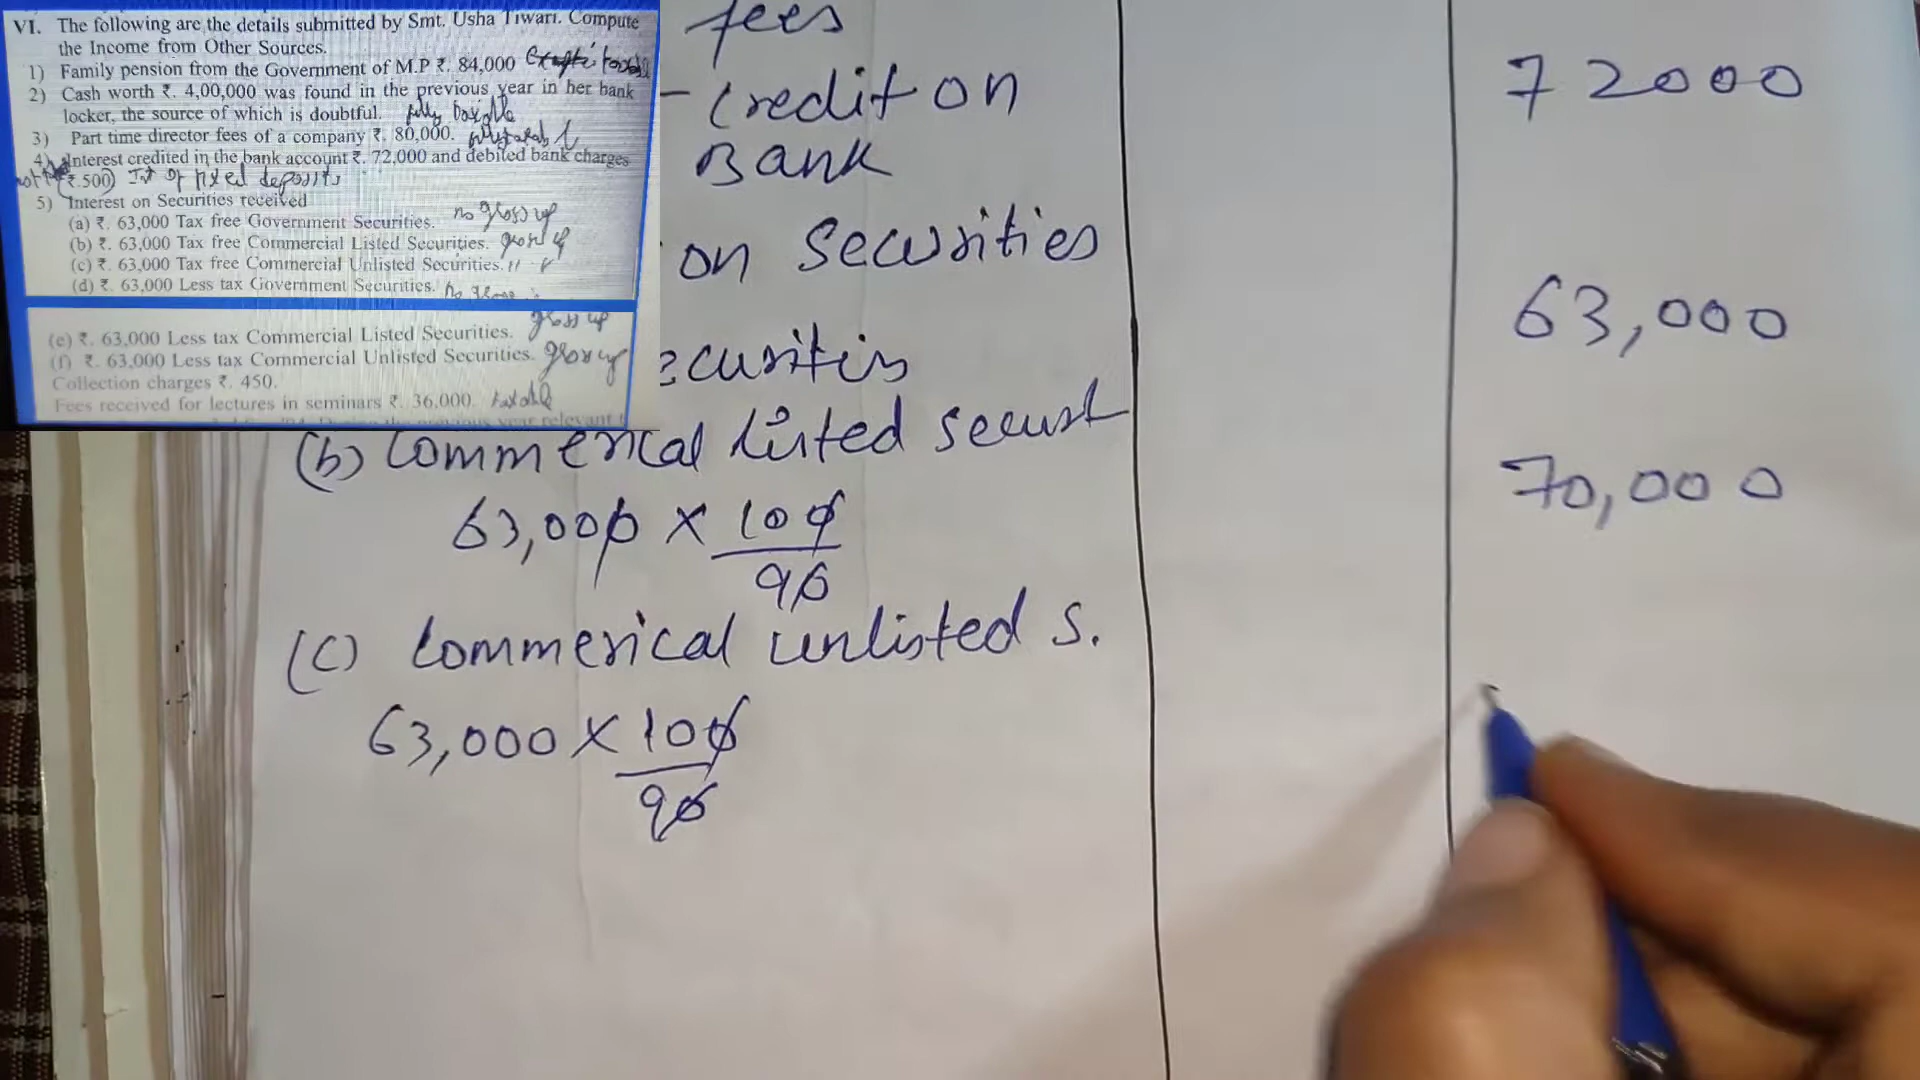 VI. The following are the details submitted by Smt. Usha Tiwari. Compute
the Income from Other Sources.
1) Family pension from the Government of M.P ₹. 84,000
2) Cash worth ₹. 4,00,000 was found in the previous year in her bank
locker, the source of which is doubtful. fully taxable
3) Part time director fees of a company ₹. 80,000.
4) Interest credited in the bank account ₹. 72,000 and debited bank charges
₹.500) Int of fixed deposits
5) Interest on Securities received
(a) ₹. 63,000 Tax free Government Securities. no gross up
(b) ₹. 63,000 Tax free Commercial Listed Securities. gross up
(c) ₹. 63,000 Tax free Commercial Unlisted Securities.
(d) ₹. 63,000 Less tax Government Securities. no
(e) ₹. 63,000 Less tax Commercial Listed Securities. gross up
(f) ₹. 63,000 Less tax Commercial Unlisted Securities. gross up
Collection charges ₹. 450.
Fees received for lectures in seminars ₹. 36,000. taxable
fees
- Credit on 72000
Bank
on securities
63,000
(b) Commerical listed
70,000
63,000 × 100
90
(c) Commerical unlisted S.
63,000 × 100
90